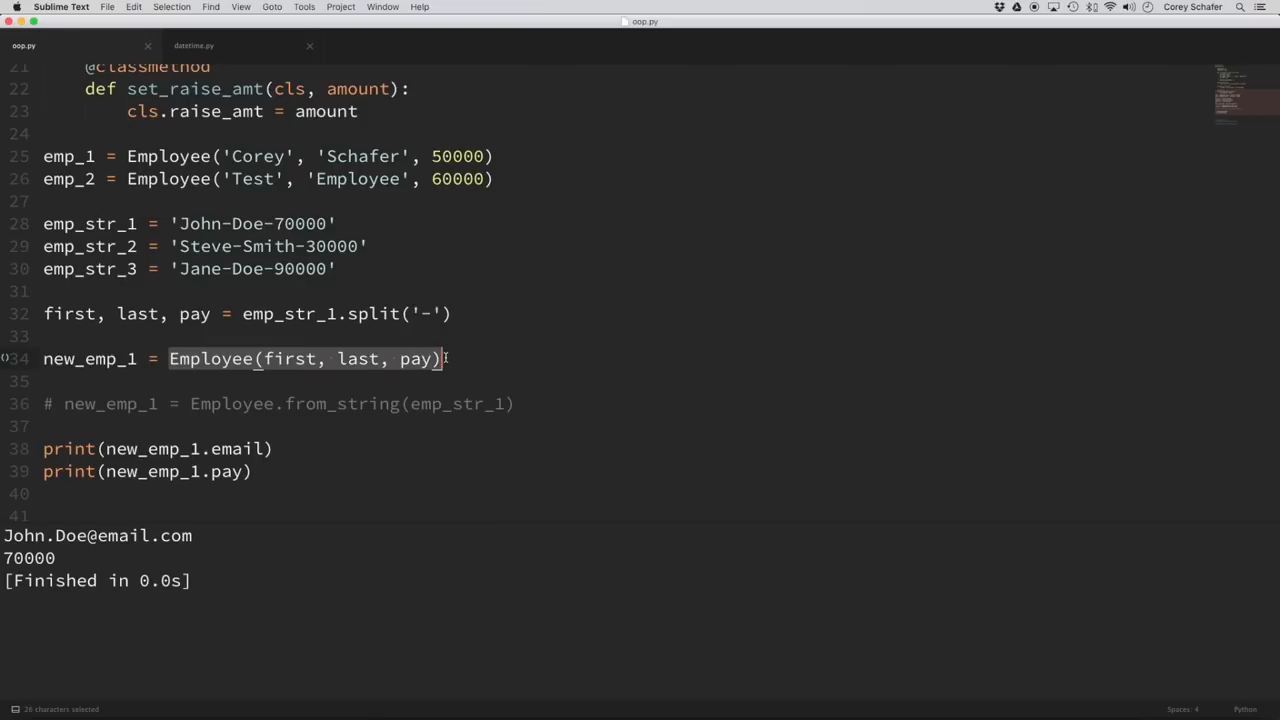 Sublime Text File Edit Selection Find View Goto Tools Project Window Help Corey Schafer
oop.py
oop.py datetime.py
21 @classmethod
22 def set_raise_amt(cls, amount):
23 cls.raise_amt = amount
24
25 emp_1 = Employee('Corey', 'Schafer', 50000)
26 emp_2 = Employee('Test', 'Employee', 60000)
27
28 emp_str_1 = 'John-Doe-70000'
29 emp_str_2 = 'Steve-Smith-30000'
30 emp_str_3 = 'Jane-Doe-90000'
31
32 first, last, pay = emp_str_1.split('-')
33
34 new_emp_1 = Employee(first, last, pay)
35
36 # new_emp_1 = Employee.from_string(emp_str_1)
37
38 print(new_emp_1.email)
39 print(new_emp_1.pay)
40
41
John.Doe@email.com
70000
[Finished in 0.0s]
26 characters selected Spaces: 4 Python